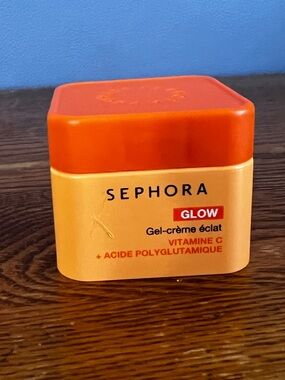 SEPHORA
GLOW
Gel-crème éclat
VITAMINE C
+ ACIDE POLYGLUTAMIQUE